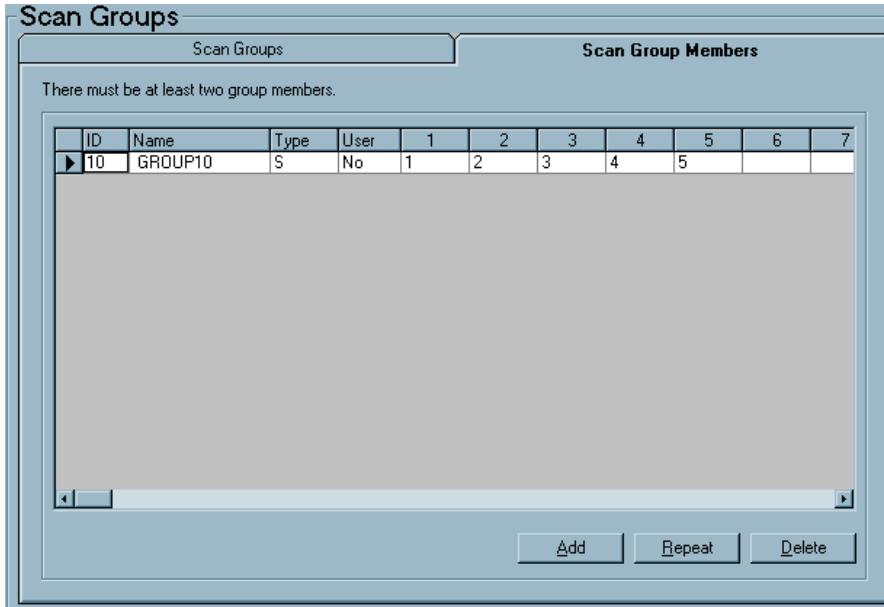 Scan Groups
Scan Groups Scan Group Members
There must be at least two group members.
ID Name Type User 1 2 3 4 5 6 7
10 GROUP10 S No 1 2 3 4 5
Add Repeat Delete